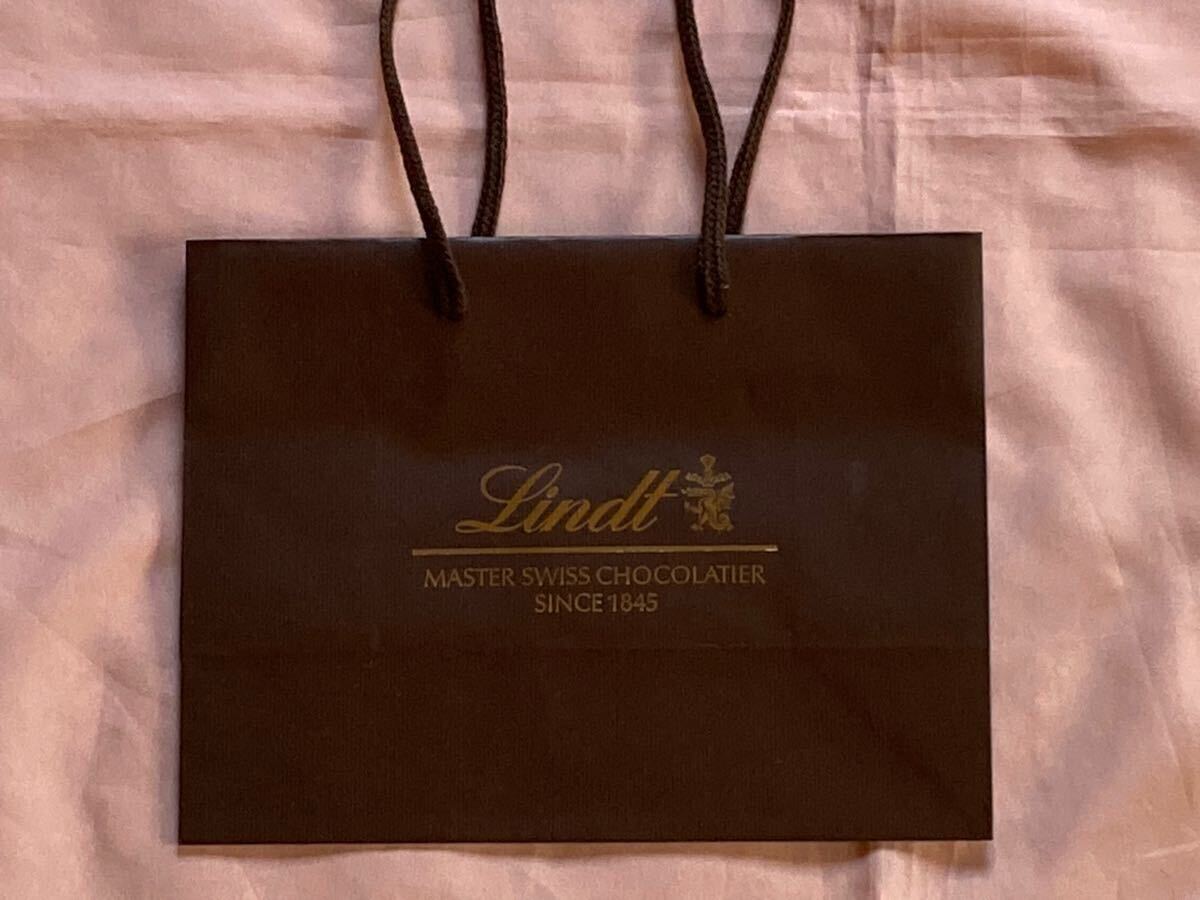 Lindt
MASTER SWISS CHOCOLATIER
SINCE 1845